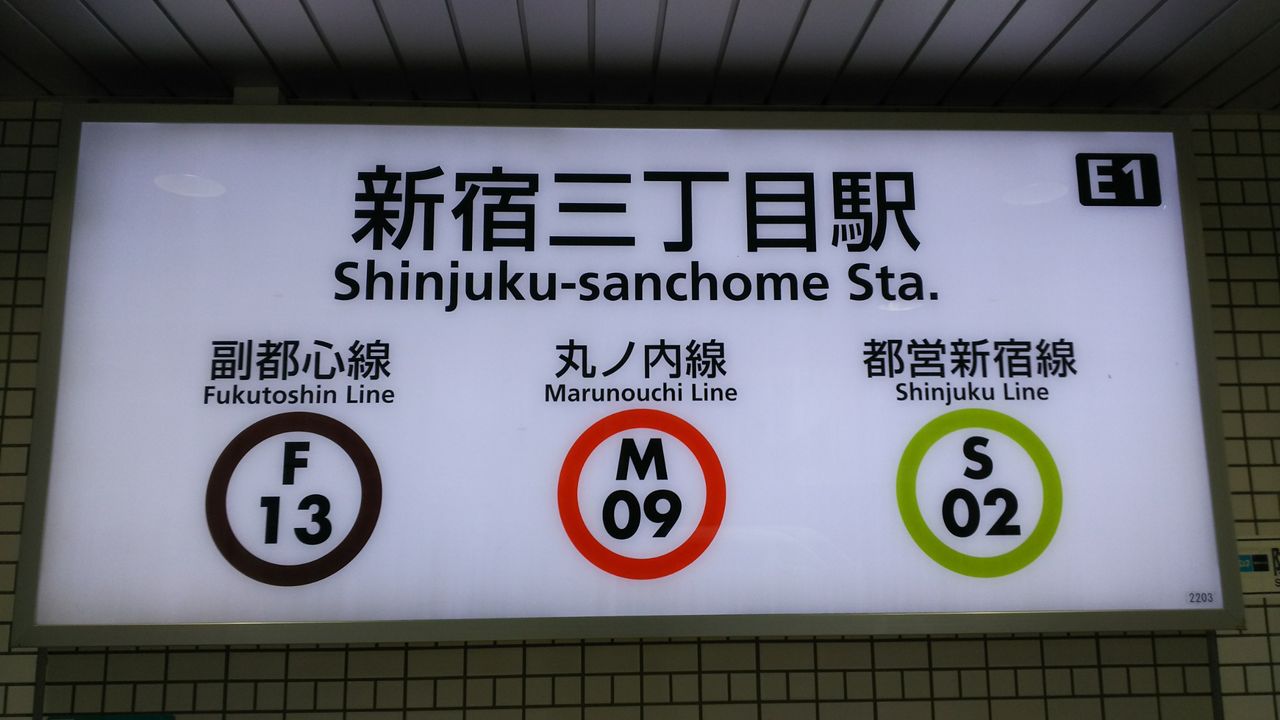 新宿三丁目駅
E1
Shinjuku-sanchome Sta.
副都心線
Fukutoshin Line
F
13
丸ノ内線
Marunouchi Line
M
09
都営新宿線
Shinjuku Line
S
02
2203